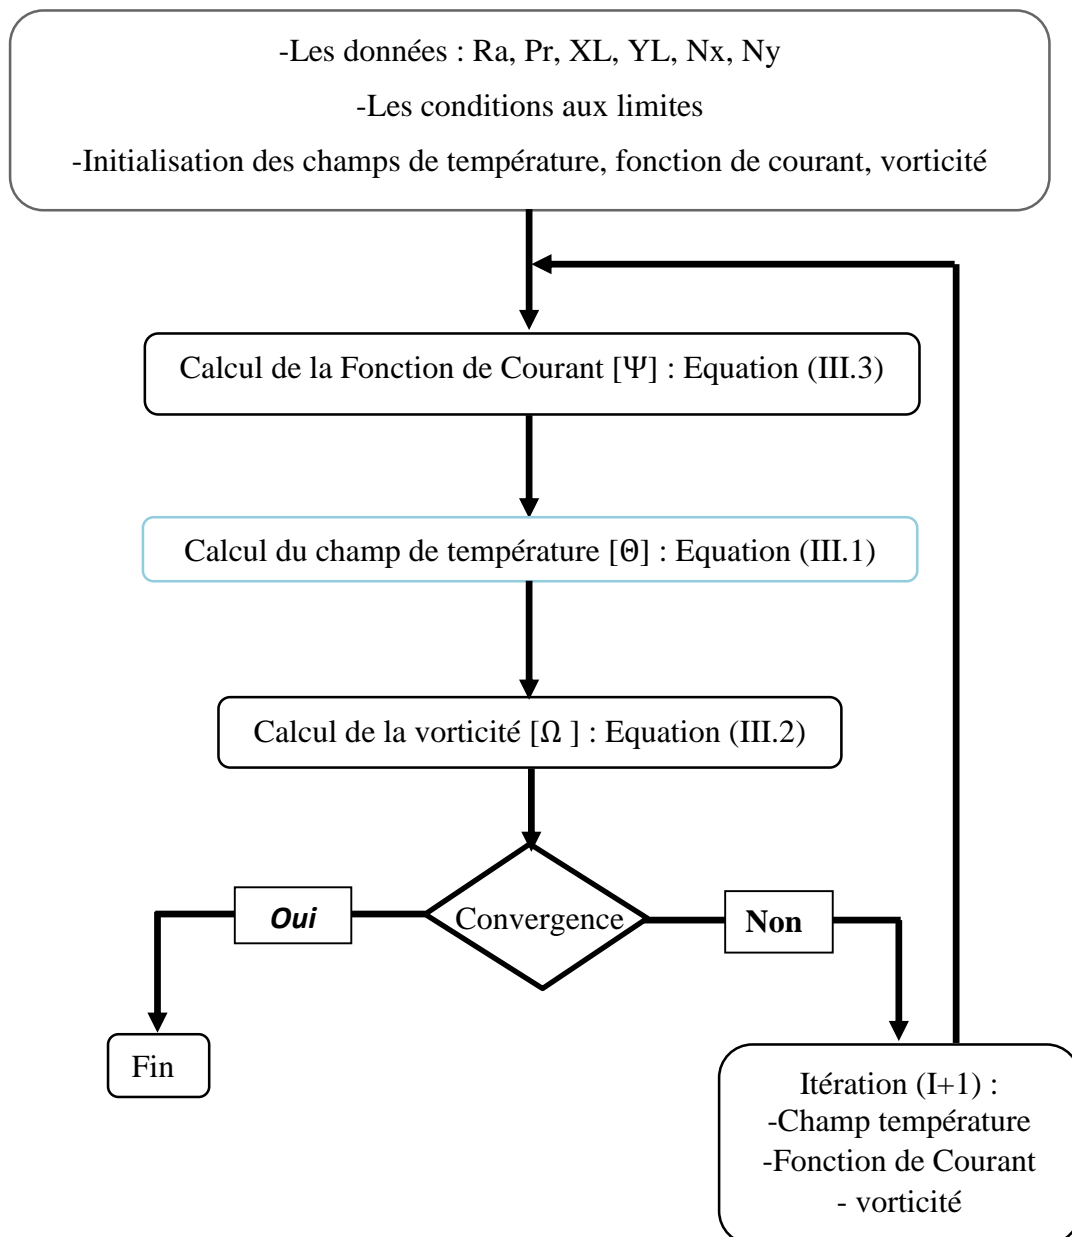 -Les données : Ra, Pr, XL, YL, Nx, Ny
-Les conditions aux limites
-Initialisation des champs de température, fonction de courant, vorticité
Calcul de la Fonction de Courant [Ψ] : Equation (III.3)
Calcul du champ de température [Θ] : Equation (III.1)
Calcul de la vorticité [Ω ] : Equation (III.2)
Oui
Convergence
Non
Fin
Itération (I+1) :
-Champ température
-Fonction de Courant
- vorticité